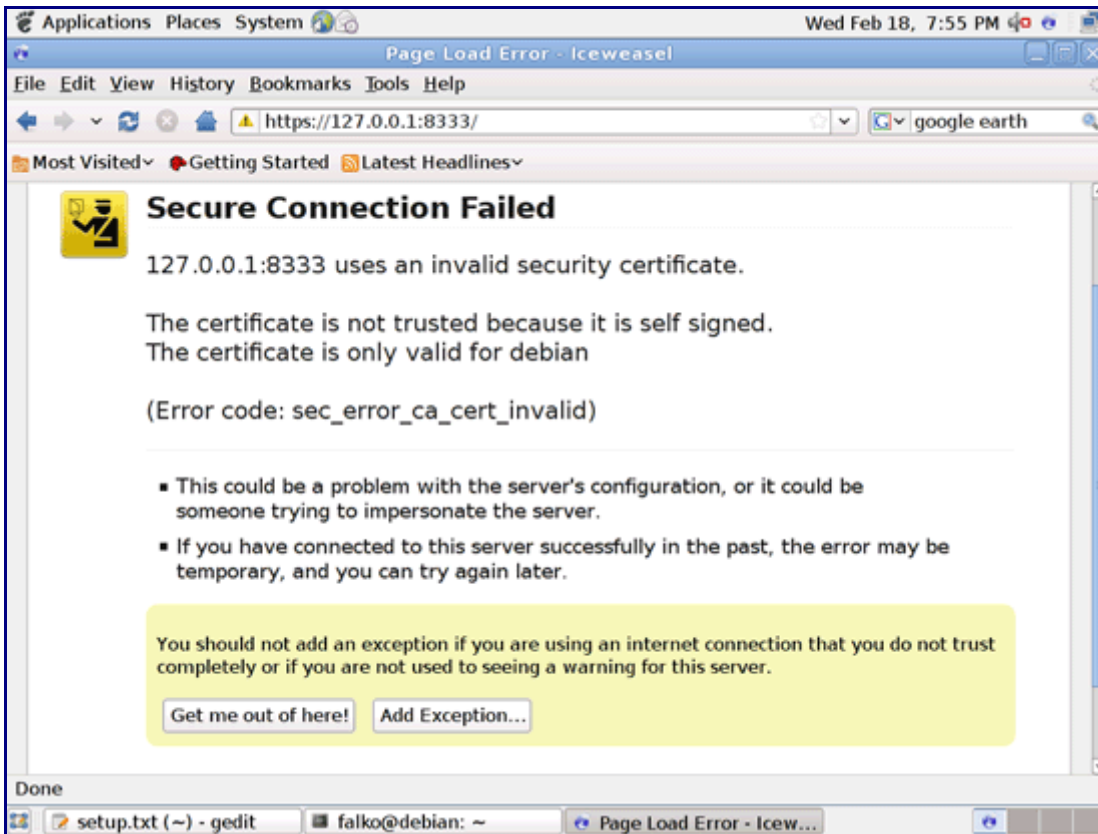 Applications Places System Wed Feb 18, 7:55 PM
Page Load Error - Iceweasel
File Edit View History Bookmarks Tools Help
https://127.0.0.1:8333/ google earth
Most Visited Getting Started Latest Headlines
Secure Connection Failed
127.0.0.1:8333 uses an invalid security certificate.
The certificate is not trusted because it is self signed.
The certificate is only valid for debian
(Error code: sec_error_ca_cert_invalid)
This could be a problem with the server's configuration, or it could be
someone trying to impersonate the server.
If you have connected to this server successfully in the past, the error may be
temporary, and you can try again later.
You should not add an exception if you are using an internet connection that you do not trust
completely or if you are not used to seeing a warning for this server.
Get me out of here! Add Exception...
Done
setup.txt (~) - gedit falko@debian: ~ Page Load Error - Icew...